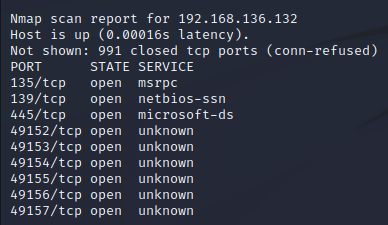 Nmap scan report for 192.168.136.132
Host is up (0.00016s latency).
Not shown: 991 closed tcp ports (conn-refused)
PORT      STATE SERVICE
135/tcp   open  msrpc
139/tcp   open  netbios-ssn
445/tcp   open  microsoft-ds
49152/tcp open  unknown
49153/tcp open  unknown
49154/tcp open  unknown
49155/tcp open  unknown
49156/tcp open  unknown
49157/tcp open  unknown